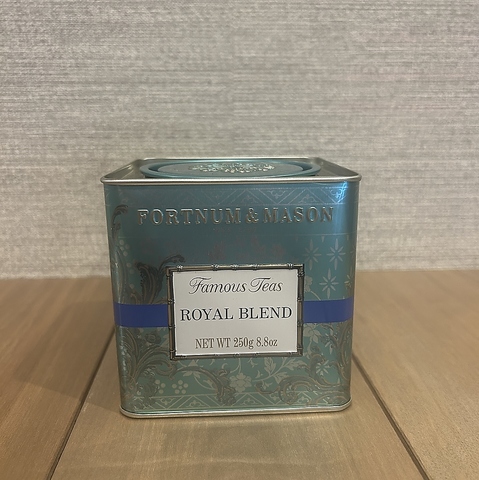 FORTNUM & MASON
Famous Teas
ROYAL BLEND
NET WT 250g 8.8oz